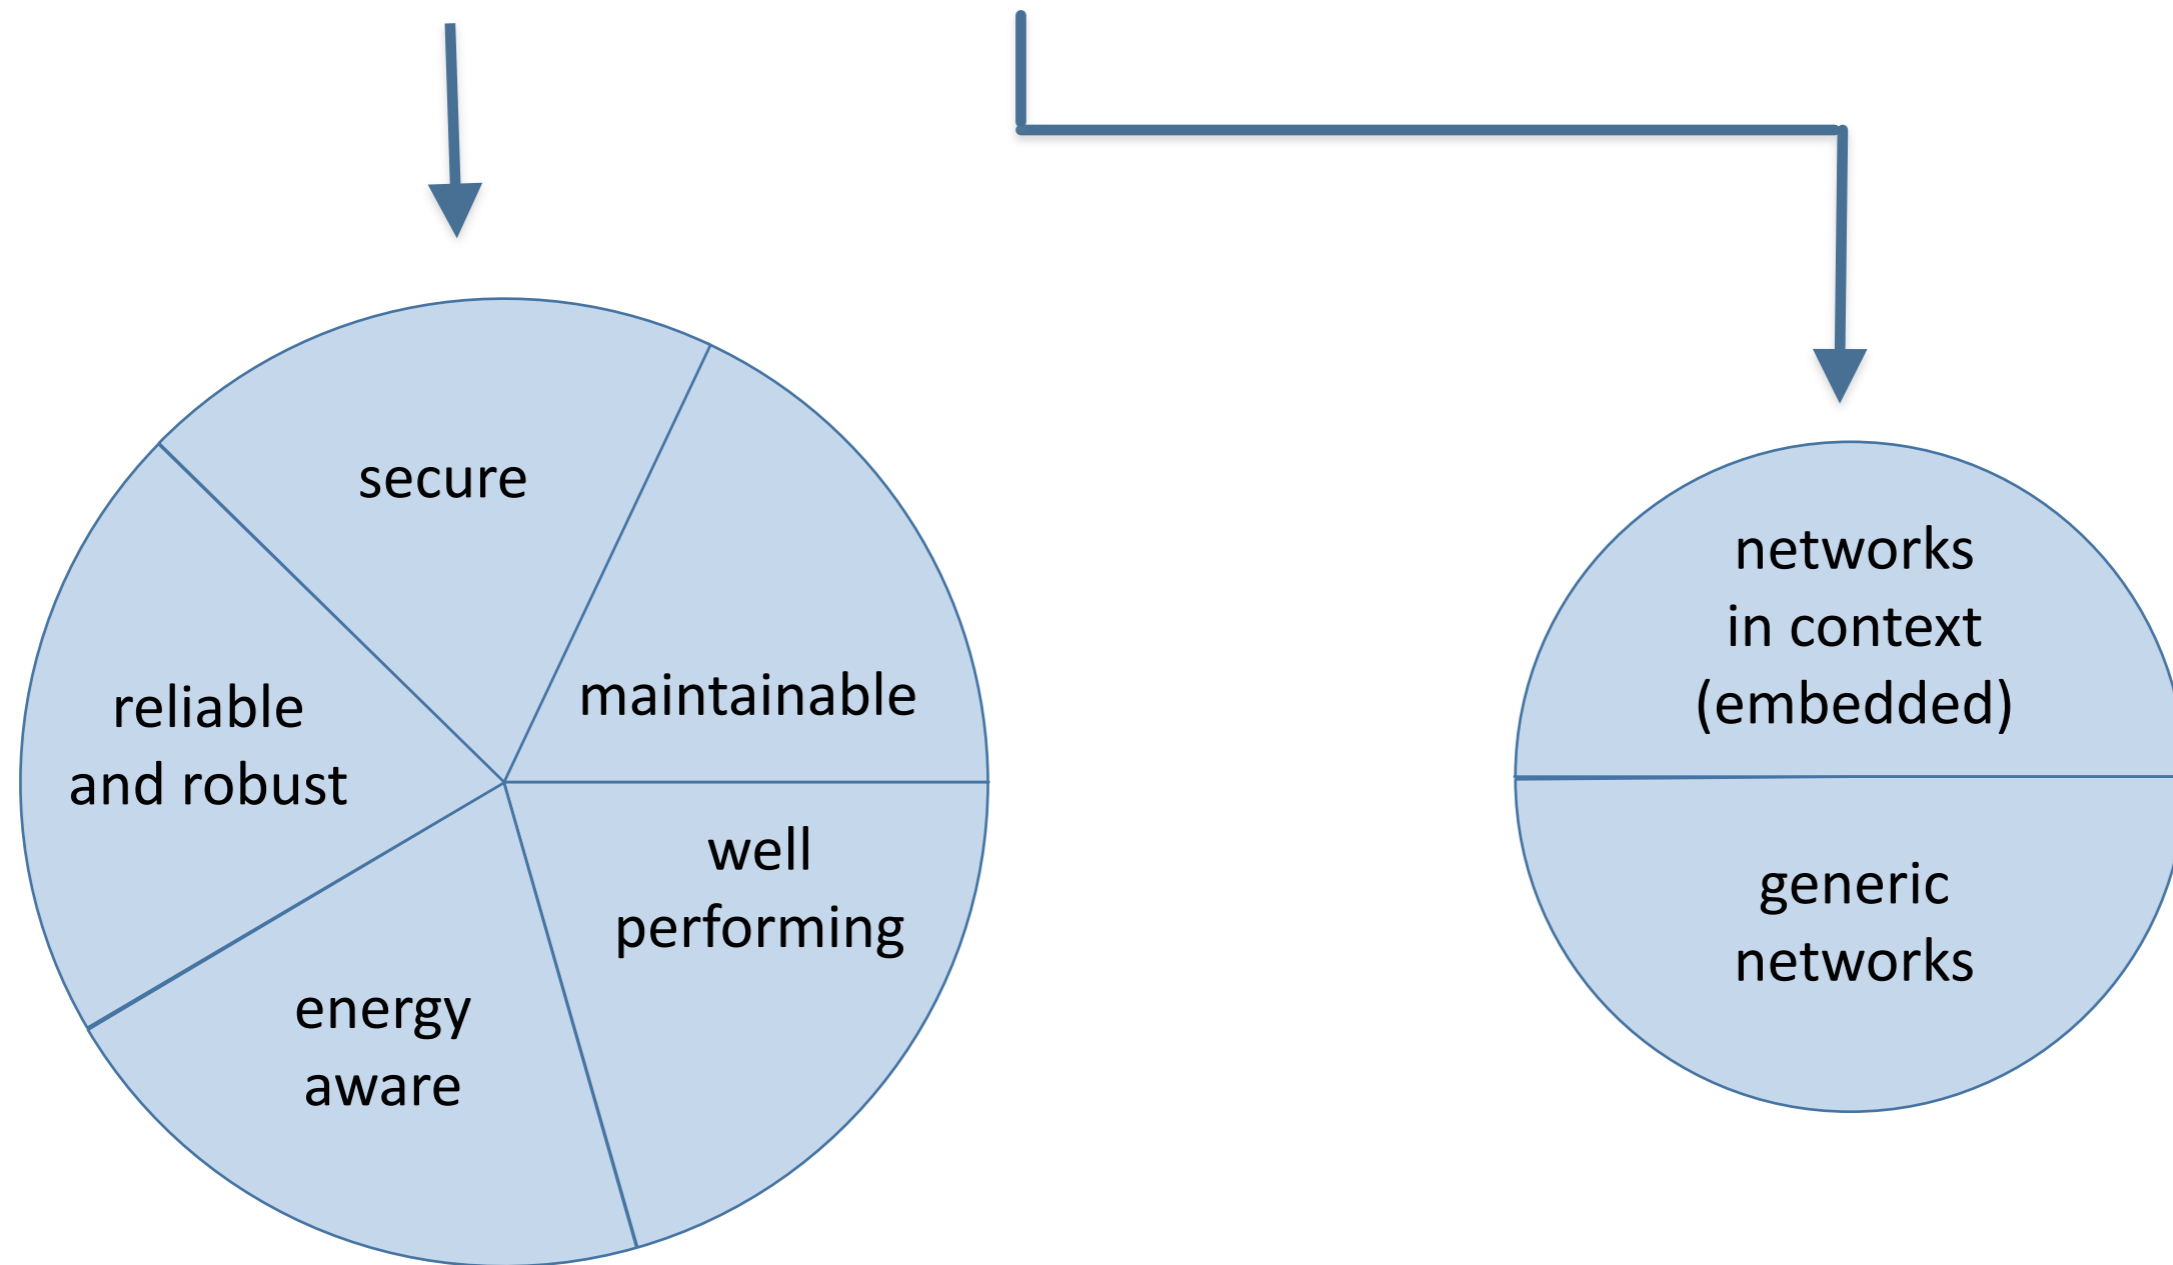 secure
maintainable
reliable
and robust
well
performing
energy
aware
networks
in context
(embedded)
generic
networks